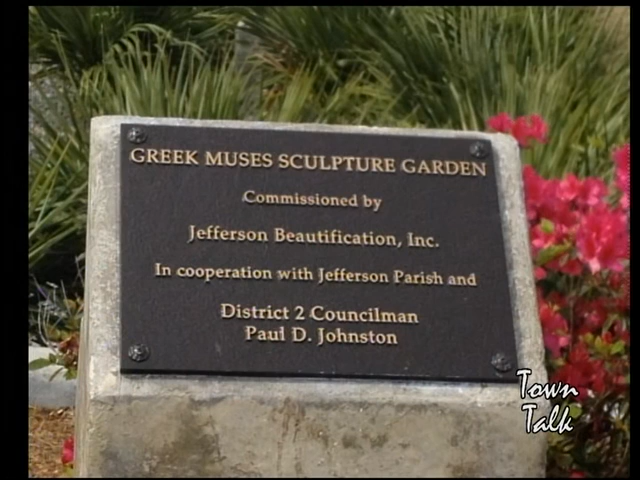 GREEK MUSES SCULPTURE GARDEN
Commissioned by
Jefferson Beautification, Inc.
In cooperation with Jefferson Parish and
District 2 Councilman
Paul D. Johnston
Town
Talk